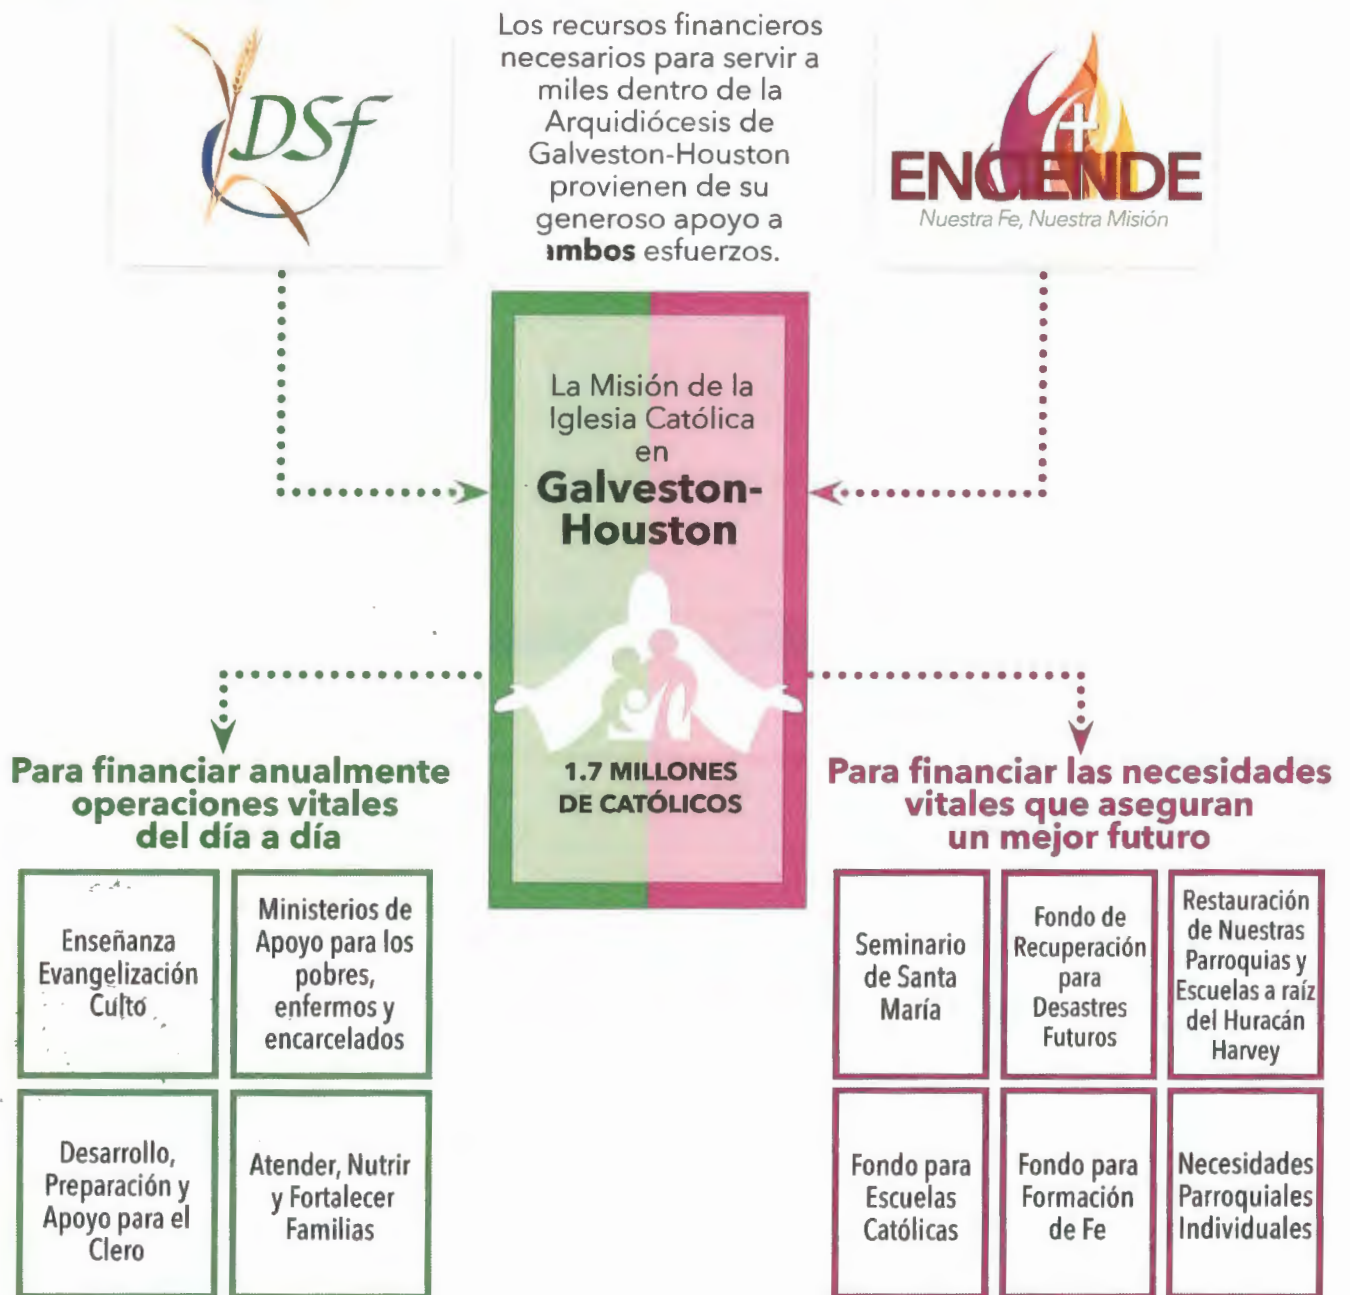 DSf
Los recursos financieros
necesarios para servir a
miles dentro de la
Arquidiócesis de
Galveston-Houston
provienen de su
generoso apoyo a
ambos esfuerzos.
ENCIENDE
Nuestra Fe, Nuestra Misión
La Misión de la
Iglesia Católica
en
Galveston-
Houston
1.7 MILLONES
DE CATÓLICOS
Para financiar anualmente
operaciones vitales
del día a día
Enseñanza
Evangelización
Culto
Ministerios de
Apoyo para los
pobres,
enfermos y
encarcelados
Desarrollo,
Preparación y
Apoyo para el
Clero
Atender, Nutrir
y Fortalecer
Familias
Para financiar las necesidades
vitales que aseguran
un mejor futuro
Seminario
de Santa
María
Fondo de
Recuperación
para
Desastres
Futuros
Restauración
de Nuestras
Parroquias y
Escuelas a raíz
del Huracán
Harvey
Fondo para
Escuelas
Católicas
Fondo para
Formación
de Fe
Necesidades
Parroquiales
Individuales